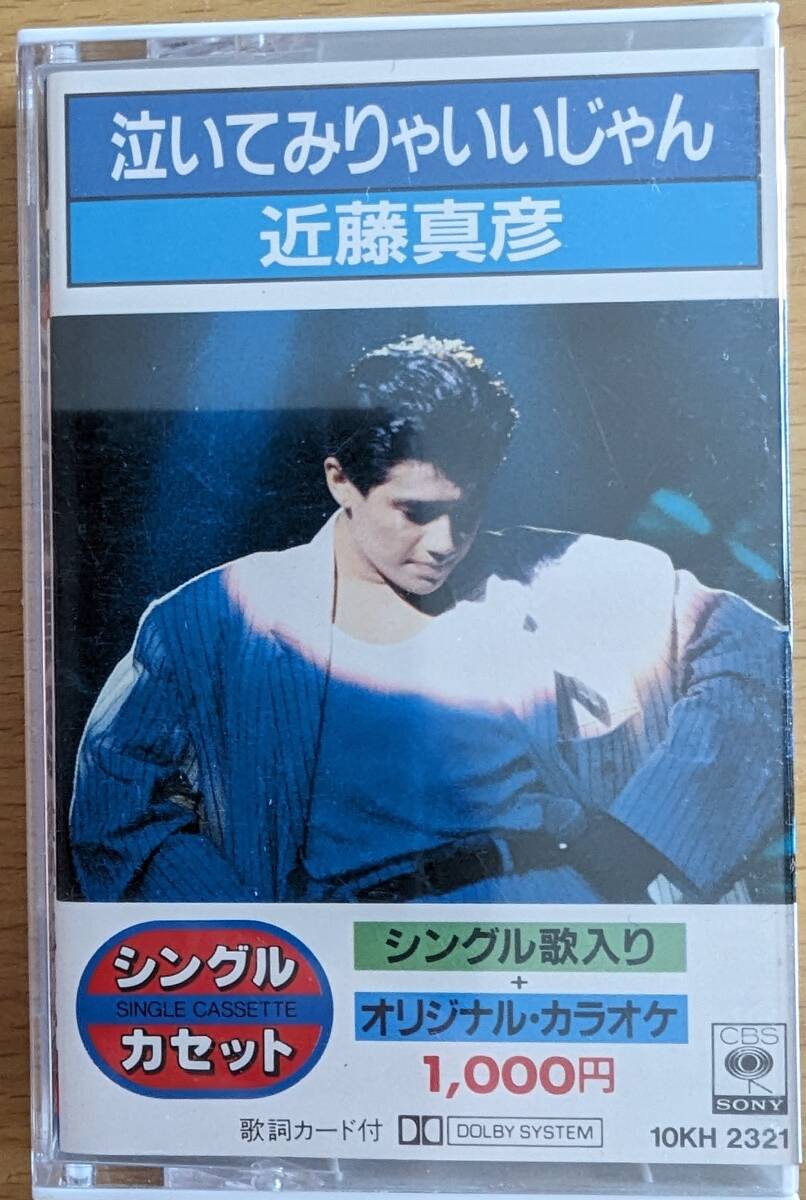 泣いてみりゃいいじゃん
近藤真彦
シングル
SINGLE CASSETTE
カセット
シングル歌入り
+
オリジナル・カラオケ
1,000円
歌詞カード付
DOLBY SYSTEM
CBS
SONY
10KH 2321